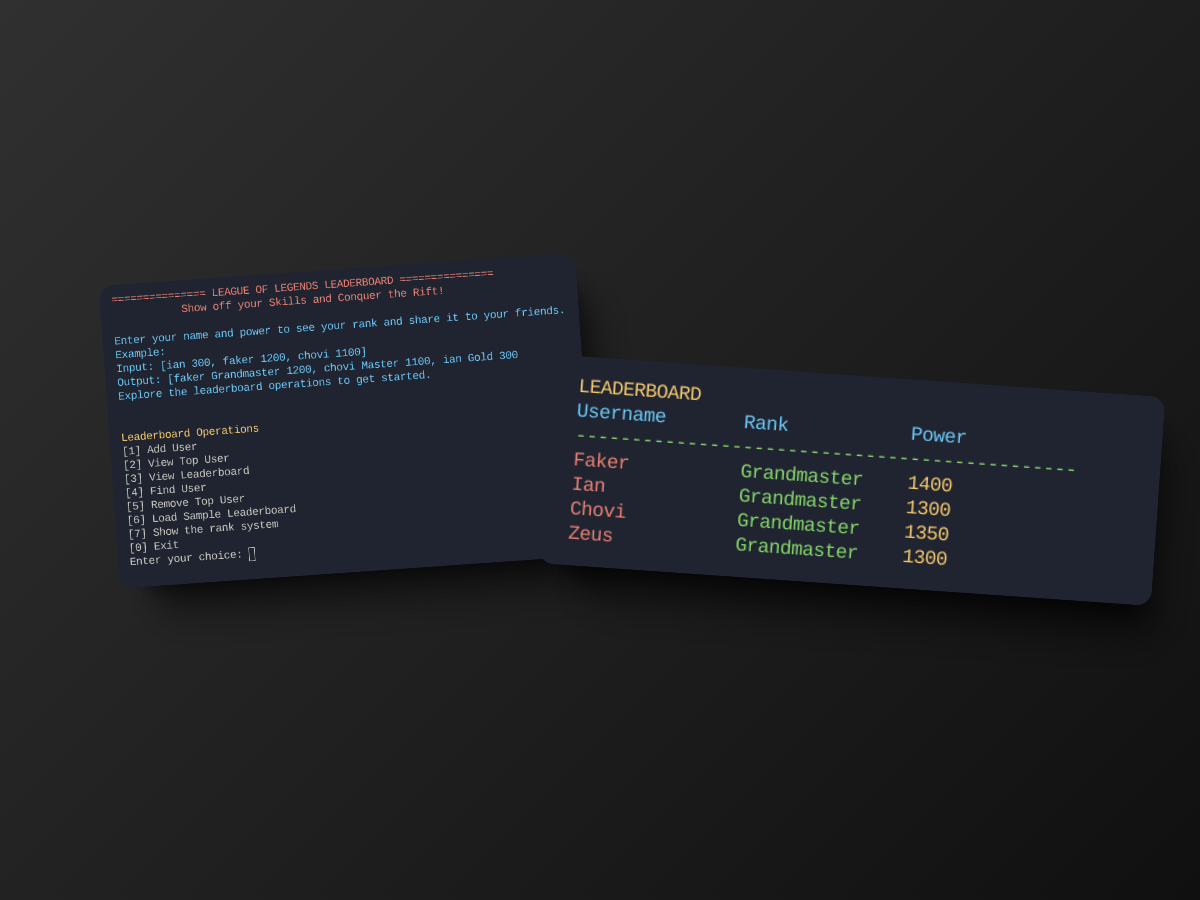 =============== LEAGUE OF LEGENDS LEADERBOARD ===============
Show off your Skills and Conquer the Rift!
Enter your name and power to see your rank and share it to your friends.
Example:
Input: [ian 300, faker 1200, chovi 1100]
Output: [faker Grandmaster 1200, chovi Master 1100, ian Gold 300
Explore the leaderboard operations to get started.
Leaderboard Operations
[1] Add User
[2] View Top User
[3] View Leaderboard
[4] Find User
[5] Remove Top User
[6] Load Sample Leaderboard
[7] Show the rank system
[0] Exit
Enter your choice:
LEADERBOARD
Username Rank Power
---------------------------------------------
Faker Grandmaster 1400
Ian Grandmaster 1300
Chovi Grandmaster 1350
Zeus Grandmaster 1300